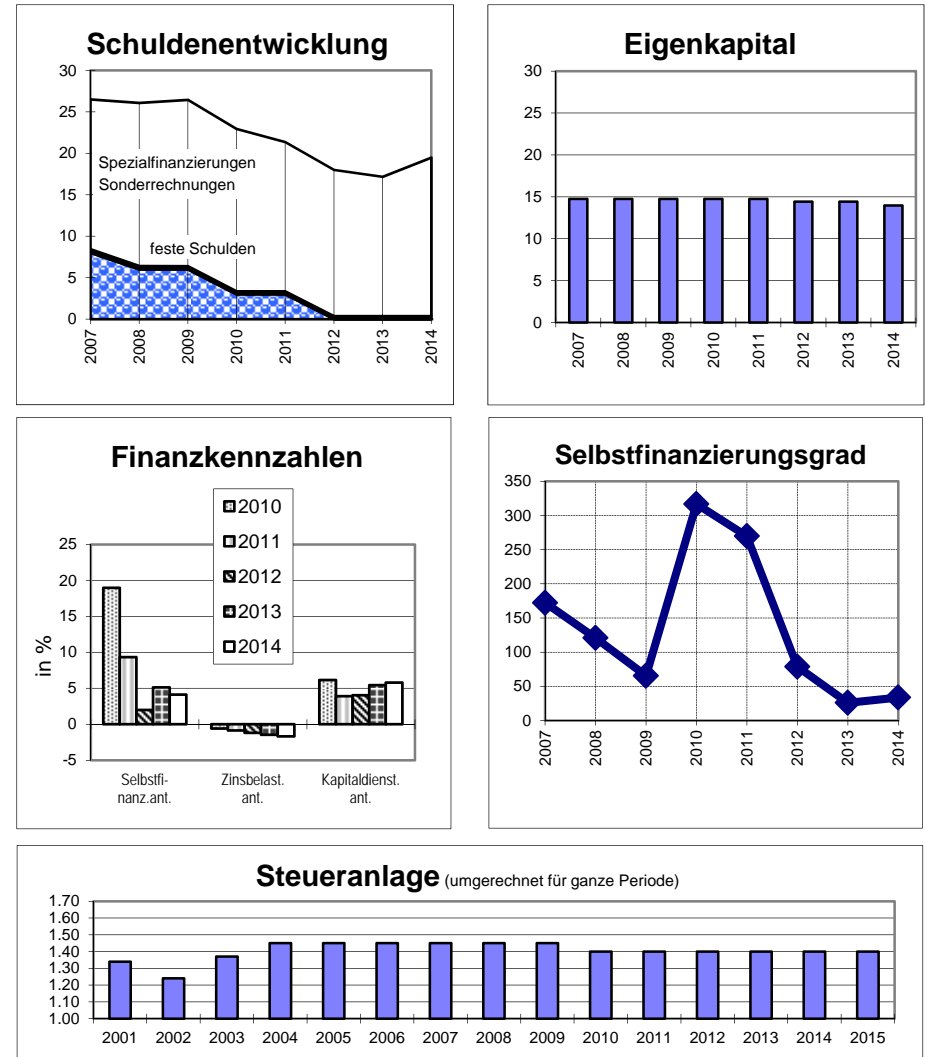 Schuldenentwicklung
30
25
20
15
10
5
0
Spezialfinanzierungen
Sonderrechnungen
feste Schulden
2007 2008 2009 2010 2011 2012 2013 2014
Eigenkapital
30
25
20
15
10
5
0
2007 2008 2009 2010 2011 2012 2013 2014
Finanzkennzahlen
2010
2011
2012
2013
2014
in %
25
20
15
10
5
0
-5
Selbstfi-
nanz.ant.
Zinsbelast.
ant.
Kapitaldienst.
ant.
Selbstfinanzierungsgrad
350
300
250
200
150
100
50
0
2007 2008 2009 2010 2011 2012 2013 2014
Steueranlage (umgerechnet für ganze Periode)
1.70
1.60
1.50
1.40
1.30
1.20
1.10
1.00
2001 2002 2003 2004 2005 2006 2007 2008 2009 2010 2011 2012 2013 2014 2015